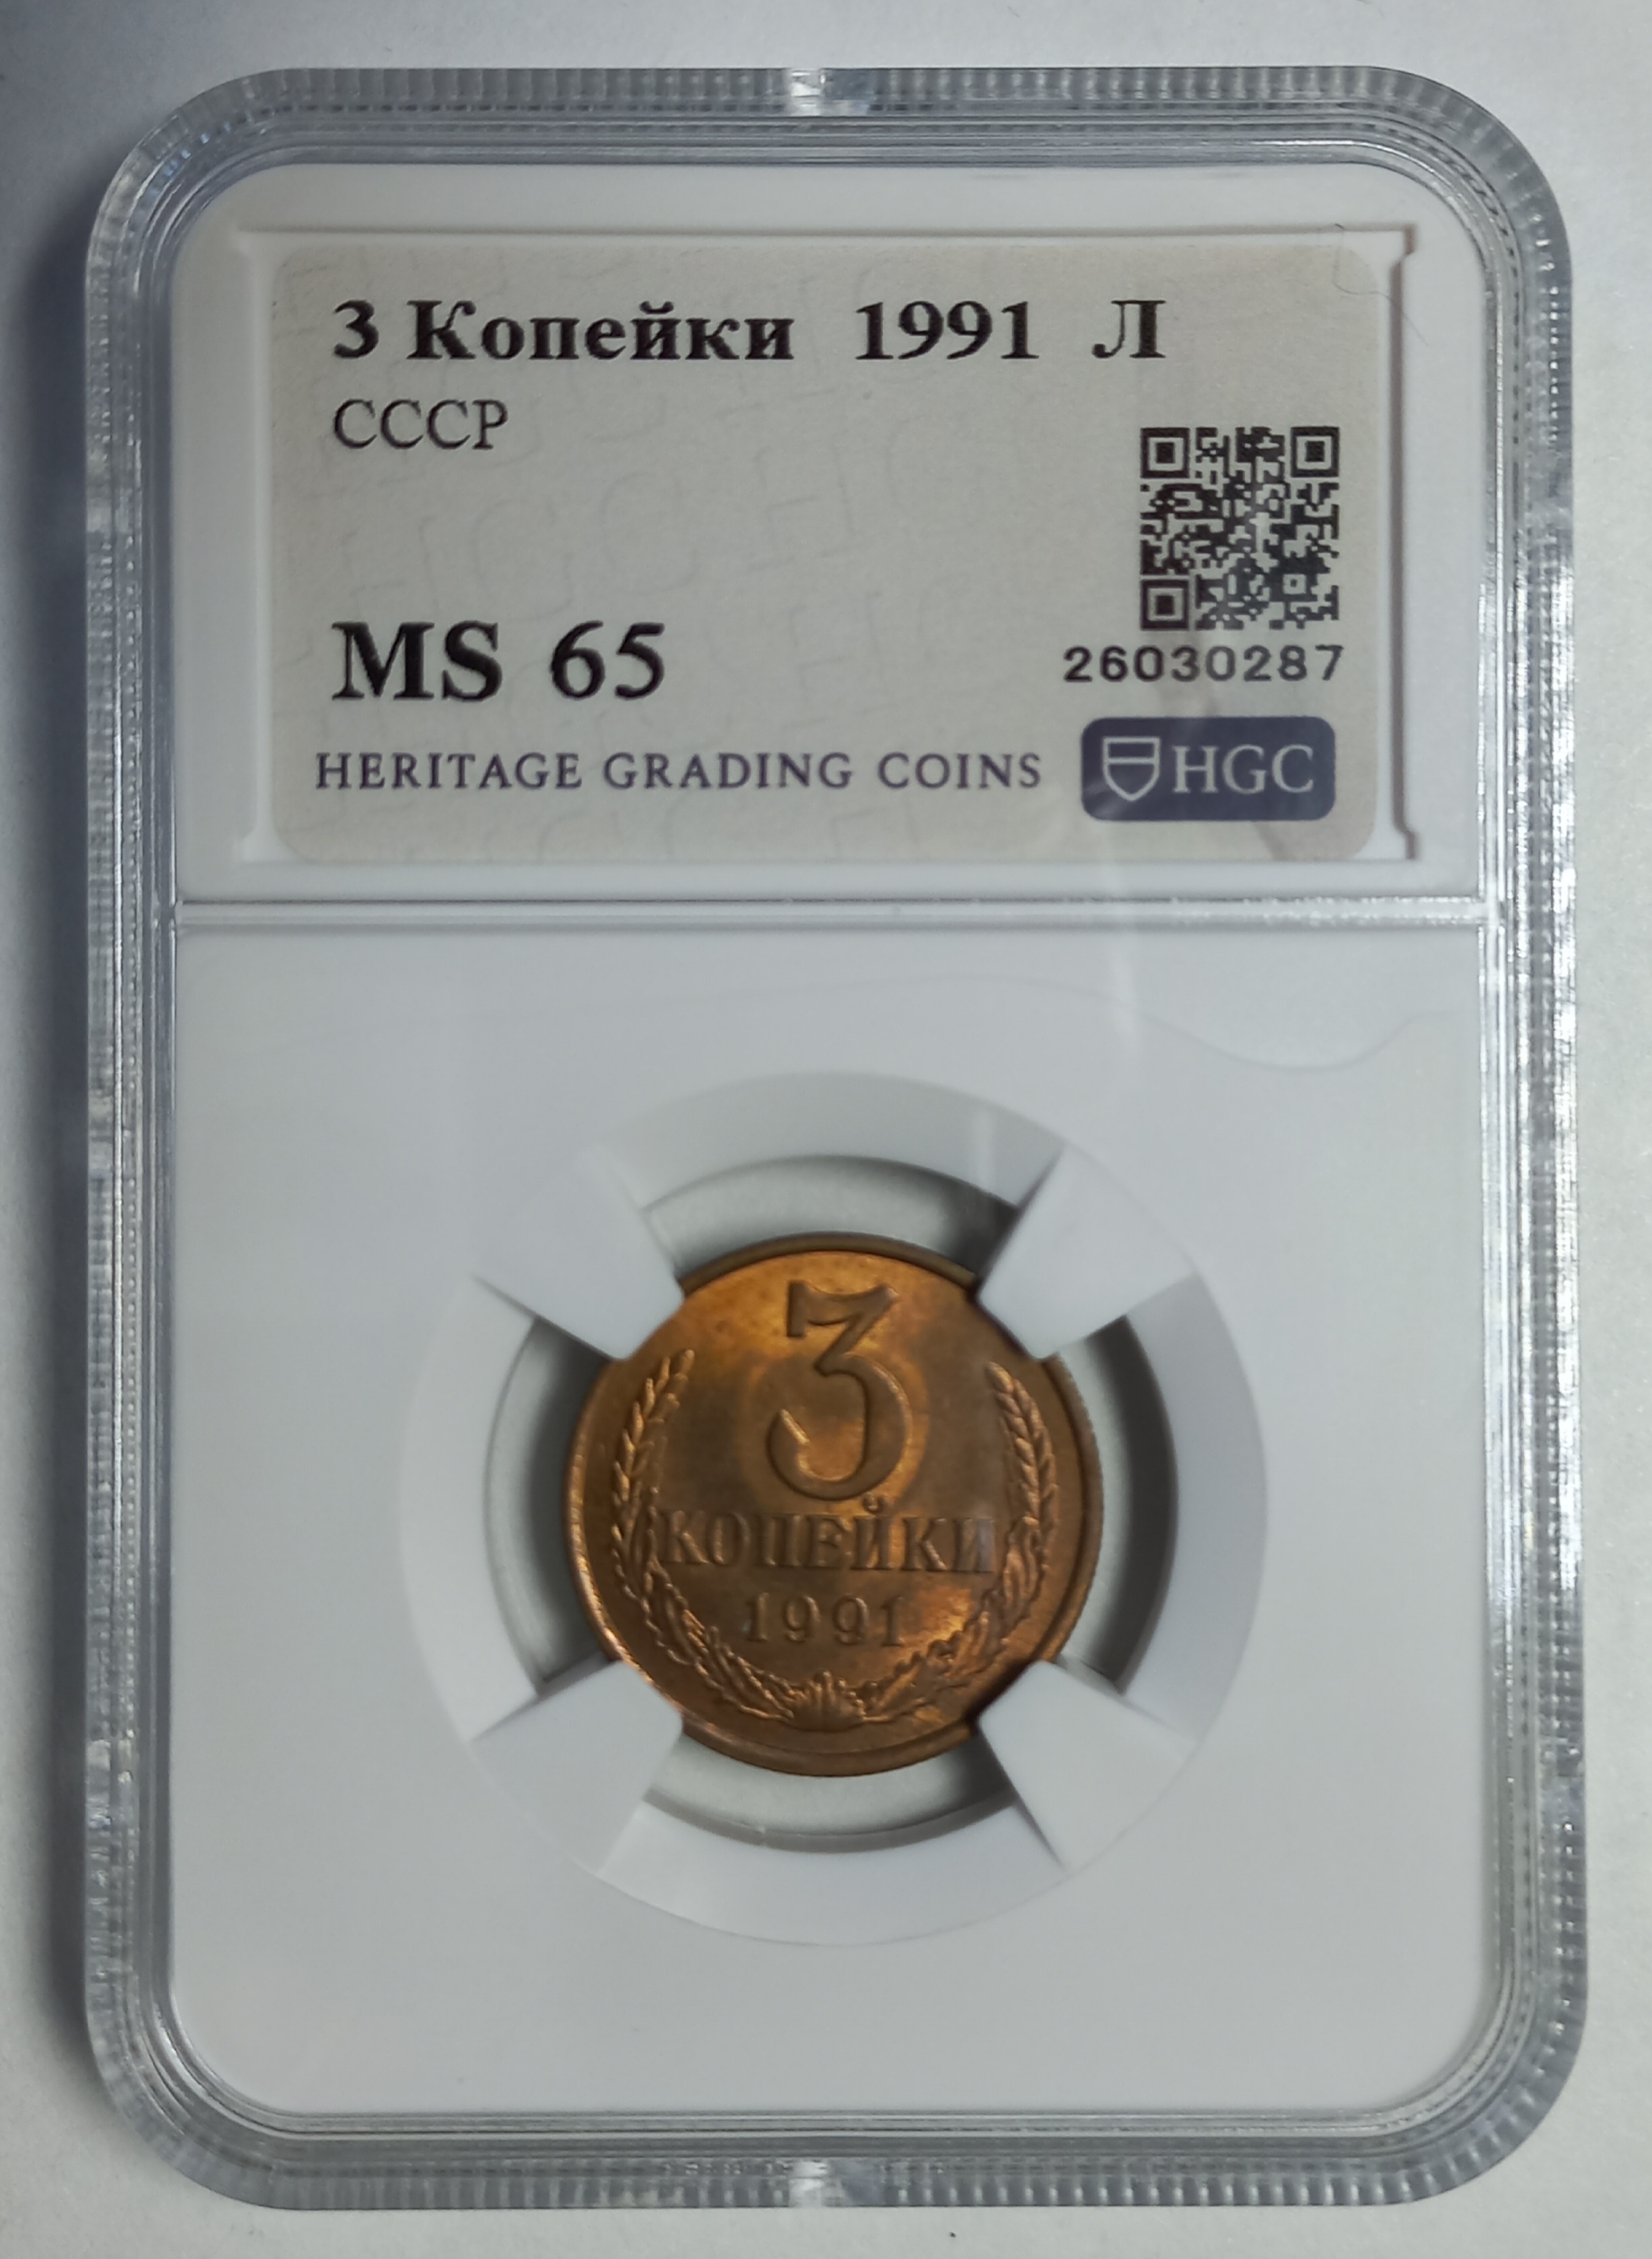 3 Копейки 1991 Л
СССР
MS 65
26030287
HERITAGE GRADING COINS HGC
3
КОПЕЙКИ
1991